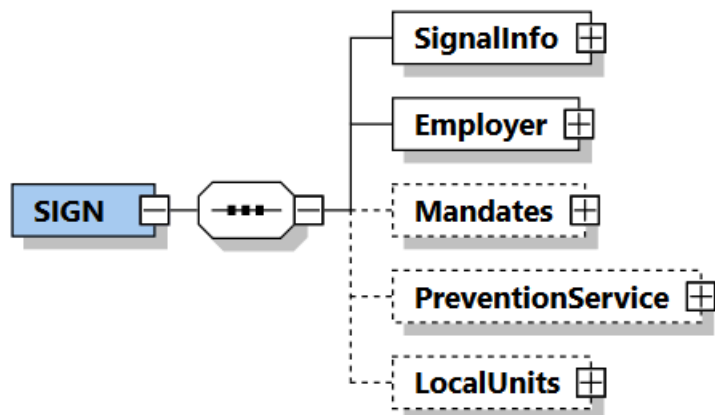 SignalInfo
Employer
SIGN
Mandates
PreventionService
LocalUnits